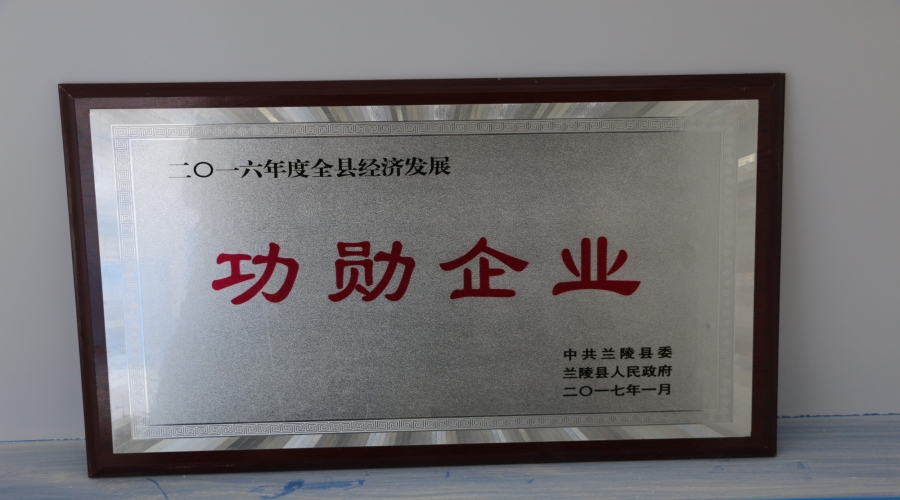 二〇一六年度全县经济发展
功勋企业
中共兰陵县委
兰陵县人民政府
二〇一七年一月